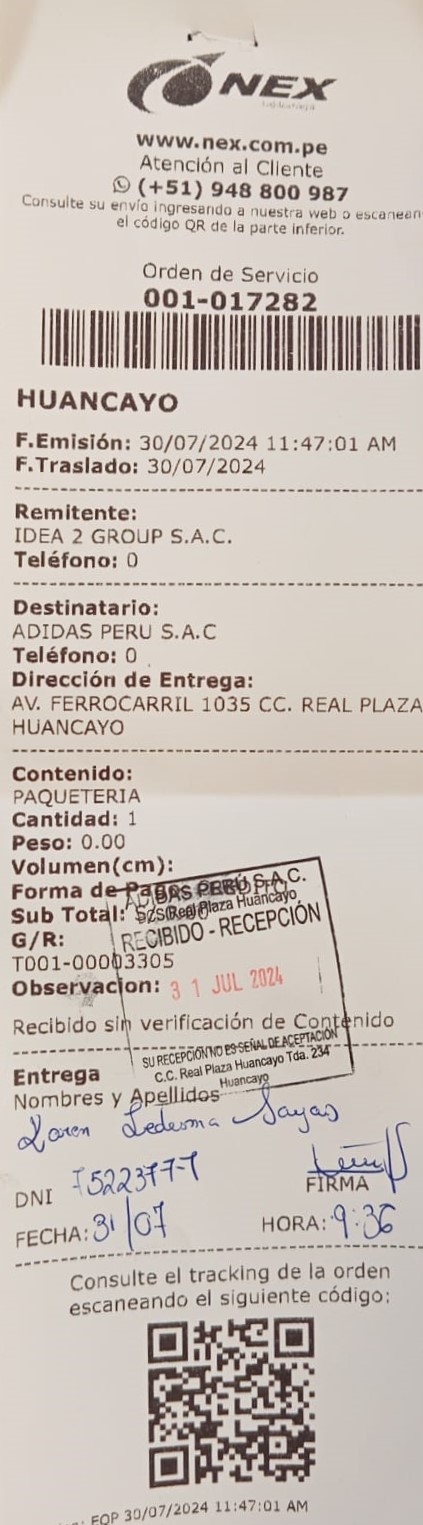 NEX
www.nex.com.pe
Atención al Cliente
(+51) 948 800 987
Consulte su envío ingresando a nuestra web o escanean
el código QR de la parte inferior.
Orden de Servicio
001-017282
HUANCAYO
F.Emisión: 30/07/2024 11:47:01 AM
F.Traslado: 30/07/2024
Remitente:
IDEA 2 GROUP S.A.C.
Teléfono: 0
Destinatario:
ADIDAS PERU S.A.C
Teléfono: 0
Dirección de Entrega:
AV. FERROCARRIL 1035 CC. REAL PLAZA
HUANCAYO
Contenido:
PAQUETERIA
Cantidad: 1
Peso: 0.00
Volumen(cm):
Forma de Pago:
ADIDAS PERÚ S.A.C.
Sub Total:
Real Plaza Huancayo
G/R:
RECIBIDO - RECEPCIÓN
T001-00003305
Observacion:
31 JUL 2024
Recibido sin verificación de Contenido
SU RECEPCIÓN NO ES SEÑAL DE ACEPTACIÓN
C.C. Real Plaza Huancayo Tda. 234
Huancayo
Entrega
Nombres y Apellidos
Karen Ledesma Sayas
DNI
FIRMA
FECHA: 31/07 HORA: 9:36
Consulte el tracking de la orden
escaneando el siguiente código:
EQP 30/07/2024 11:47:01 AM